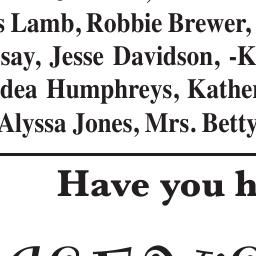 s Lamb, Robbie Brewer,
say, Jesse Davidson, -K
dea Humphreys, Kather
Alyssa Jones, Mrs. Betty
Have you h